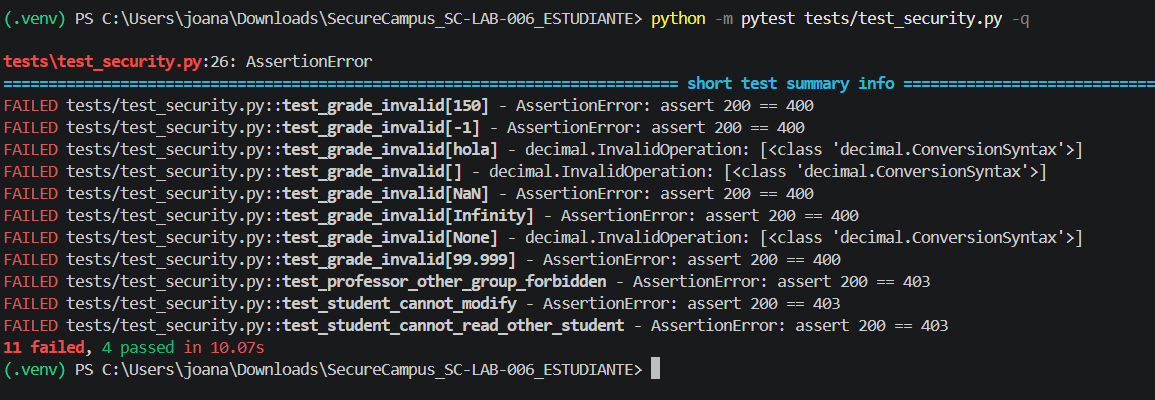 (.venv) PS C:\Users\joana\Downloads\SecureCampus_SC-LAB-006_ESTUDIANTE> python -m pytest tests/test_security.py -q
tests\test_security.py:26: AssertionError
=========================================================================== short test summary info ============================
FAILED tests/test_security.py::test_grade_invalid[150] - AssertionError: assert 200 == 400
FAILED tests/test_security.py::test_grade_invalid[-1] - AssertionError: assert 200 == 400
FAILED tests/test_security.py::test_grade_invalid[hola] - decimal.InvalidOperation: [<class 'decimal.ConversionSyntax'>]
FAILED tests/test_security.py::test_grade_invalid[] - decimal.InvalidOperation: [<class 'decimal.ConversionSyntax'>]
FAILED tests/test_security.py::test_grade_invalid[NaN] - AssertionError: assert 200 == 400
FAILED tests/test_security.py::test_grade_invalid[Infinity] - AssertionError: assert 200 == 400
FAILED tests/test_security.py::test_grade_invalid[None] - decimal.InvalidOperation: [<class 'decimal.ConversionSyntax'>]
FAILED tests/test_security.py::test_grade_invalid[99.999] - AssertionError: assert 200 == 400
FAILED tests/test_security.py::test_professor_other_group_forbidden - AssertionError: assert 200 == 403
FAILED tests/test_security.py::test_student_cannot_modify - AssertionError: assert 200 == 403
FAILED tests/test_security.py::test_student_cannot_read_other_student - AssertionError: assert 200 == 403
11 failed, 4 passed in 10.07s
(.venv) PS C:\Users\joana\Downloads\SecureCampus_SC-LAB-006_ESTUDIANTE>